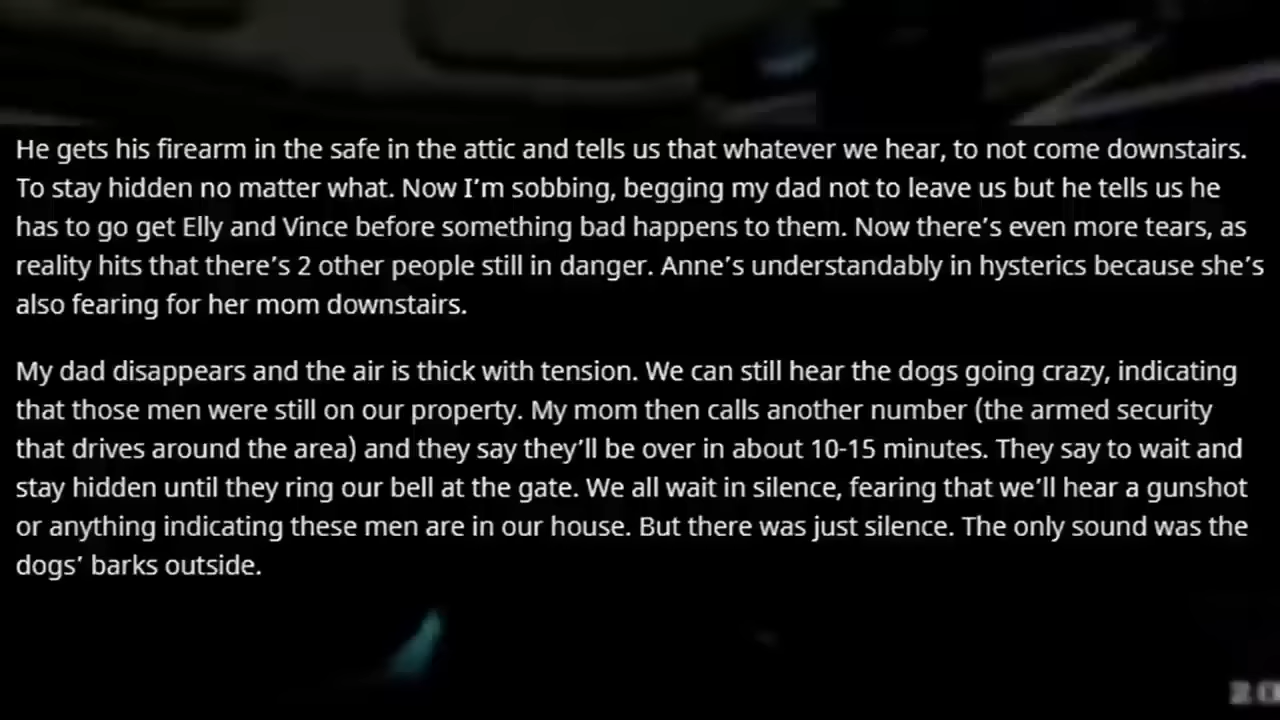 He gets his firearm in the safe in the attic and tells us that whatever we hear, to not come downstairs.
To stay hidden no matter what. Now I’m sobbing, begging my dad not to leave us but he tells us he
has to go get Elly and Vince before something bad happens to them. Now there’s even more tears, as
reality hits that there’s 2 other people still in danger. Anne’s understandably in hysterics because she’s
also fearing for her mom downstairs.
My dad disappears and the air is thick with tension. We can still hear the dogs going crazy, indicating
that those men were still on our property. My mom then calls another number (the armed security
that drives around the area) and they say they’ll be over in about 10-15 minutes. They say to wait and
stay hidden until they ring our bell at the gate. We all wait in silence, fearing that we’ll hear a gunshot
or anything indicating these men are in our house. But there was just silence. The only sound was the
dogs’ barks outside.